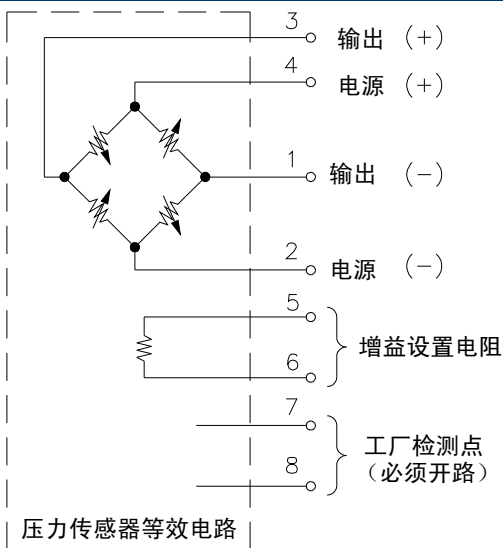 3
输出 (+)
4
电源 (+)
1
输出 (-)
2
电源 (-)
5
增益设置电阻
6
7
工厂检测点
(必须开路)
8
压力传感器等效电路